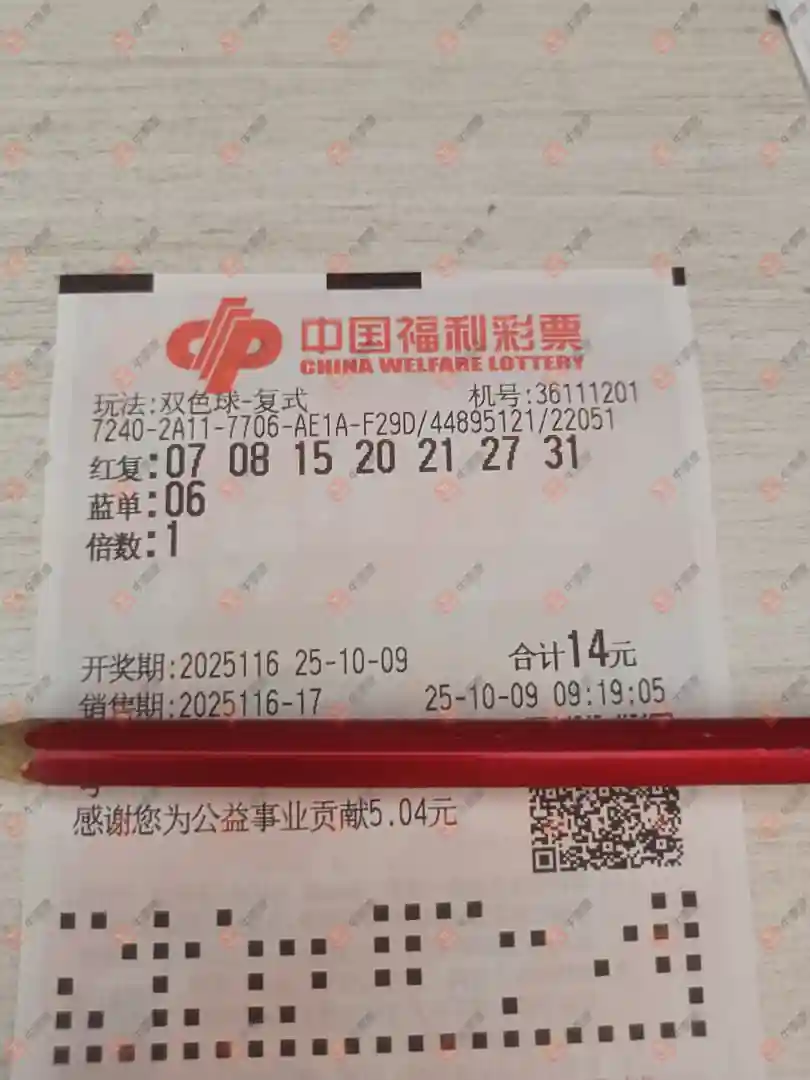 中国福利彩票
CHINA WELFARE LOTTERY
玩法:双色球-复式 机号:36111201
7240-2A11-7706-AE1A-F29D/44895121/22051
红复:07 08 15 20 21 27 31
蓝单:06
倍数:1
开奖期:2025116 25-10-09 合计14元
销售期:2025116-17 25-10-09 09:19:05
感谢您为公益事业贡献5.04元